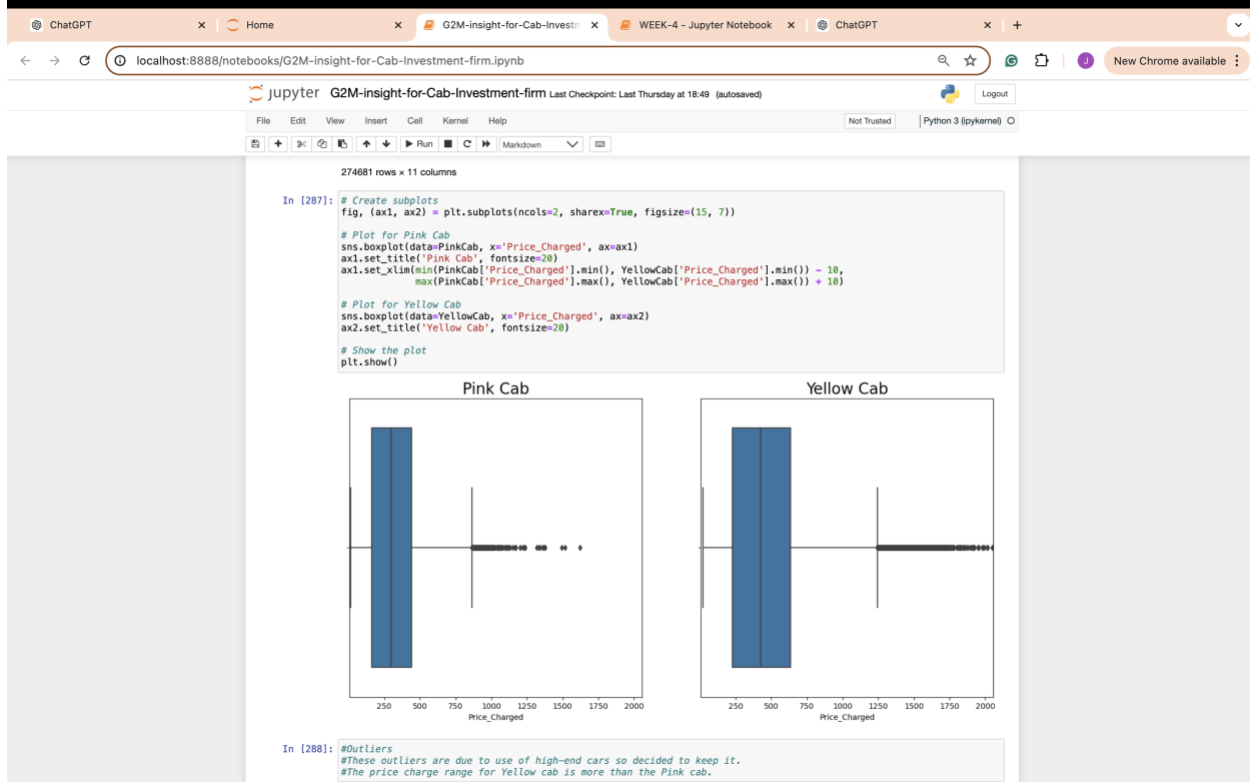 ChatGPT
Home
G2M-insight-for-Cab-Investm
WEEK-4 - Jupyter Notebook
ChatGPT
localhost:8888/notebooks/G2M-insight-for-Cab-Investment-firm.ipynb
J
New Chrome available
jupyter G2M-insight-for-Cab-Investment-firm Last Checkpoint: Last Thursday at 18:49 (autosaved)
Logout
File Edit View Insert Cell Kernel Help
Not Trusted
Python 3 (ipykernel)
Run
Markdown
274681 rows × 11 columns
In [287]: # Create subplots
fig, (ax1, ax2) = plt.subplots(ncols=2, sharex=True, figsize=(15, 7))
# Plot for Pink Cab
sns.boxplot(data=PinkCab, x='Price_Charged', ax=ax1)
ax1.set_title('Pink Cab', fontsize=20)
ax1.set_xlim(min(PinkCab['Price_Charged'].min(), YellowCab['Price_Charged'].min()) - 10,
max(PinkCab['Price_Charged'].max(), YellowCab['Price_Charged'].max()) + 10)
# Plot for Yellow Cab
sns.boxplot(data=YellowCab, x='Price_Charged', ax=ax2)
ax2.set_title('Yellow Cab', fontsize=20)
# Show the plot
plt.show()
Pink Cab
Yellow Cab
250 500 750 1000 1250 1500 1750 2000
Price_Charged
250 500 750 1000 1250 1500 1750 2000
Price_Charged
In [288]: #Outliers
#These outliers are due to use of high-end cars so decided to keep it.
#The price charge range for Yellow cab is more than the Pink cab.